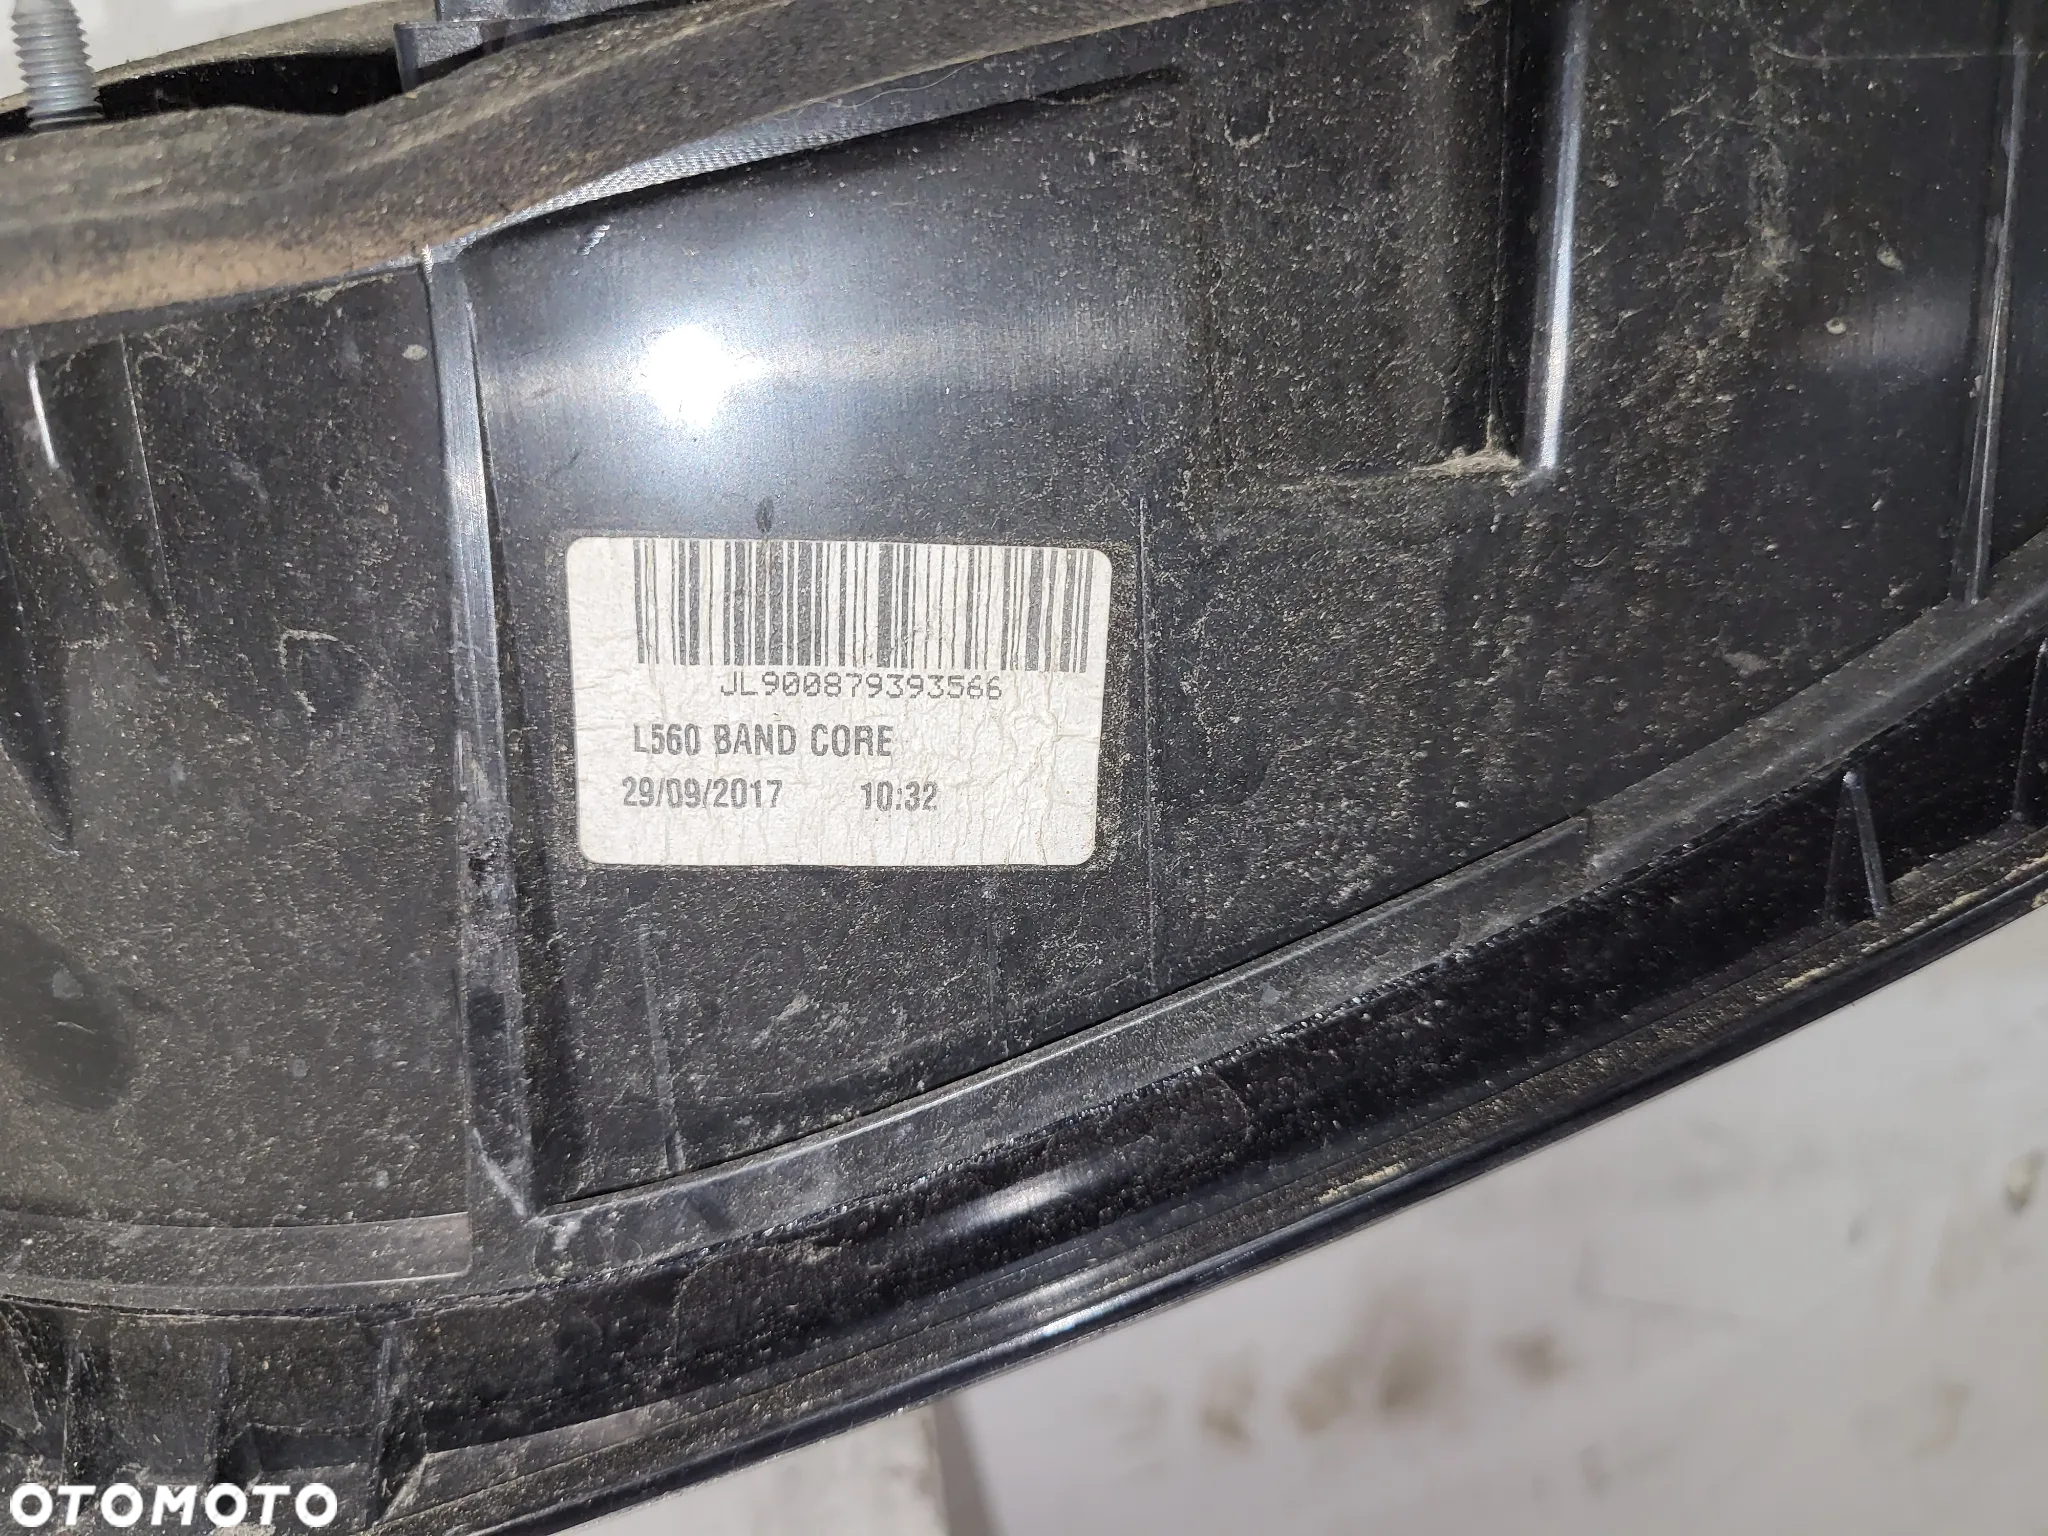 JL900879393566
L560 BAND CORE
29/09/2017 10:32
OTOMOTO